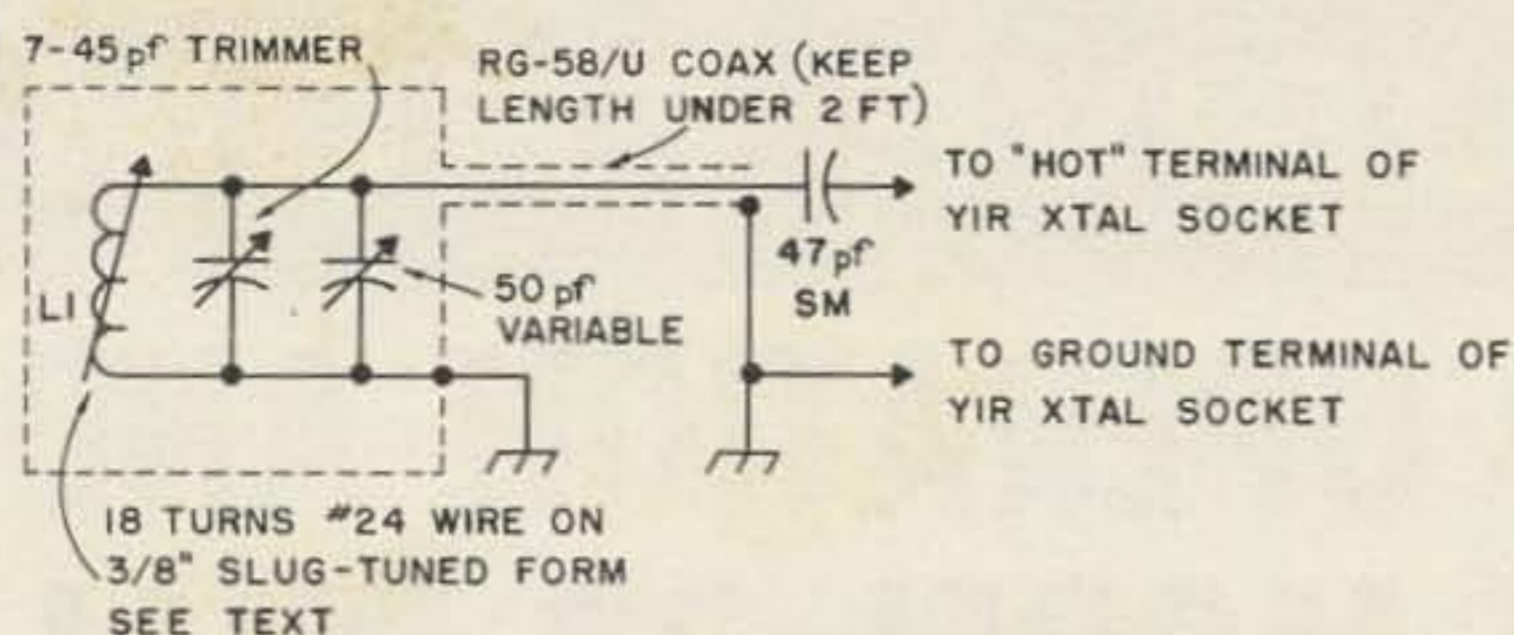 7-45pf TRIMMER
RG-58/U COAX (KEEP
LENGTH UNDER 2 FT)
TO "HOT" TERMINAL OF
YIR XTAL SOCKET
47pf
SM
L1
50pf
VARIABLE
TO GROUND TERMINAL OF
YIR XTAL SOCKET
18 TURNS #24 WIRE ON
3/8" SLUG-TUNED FORM
SEE TEXT